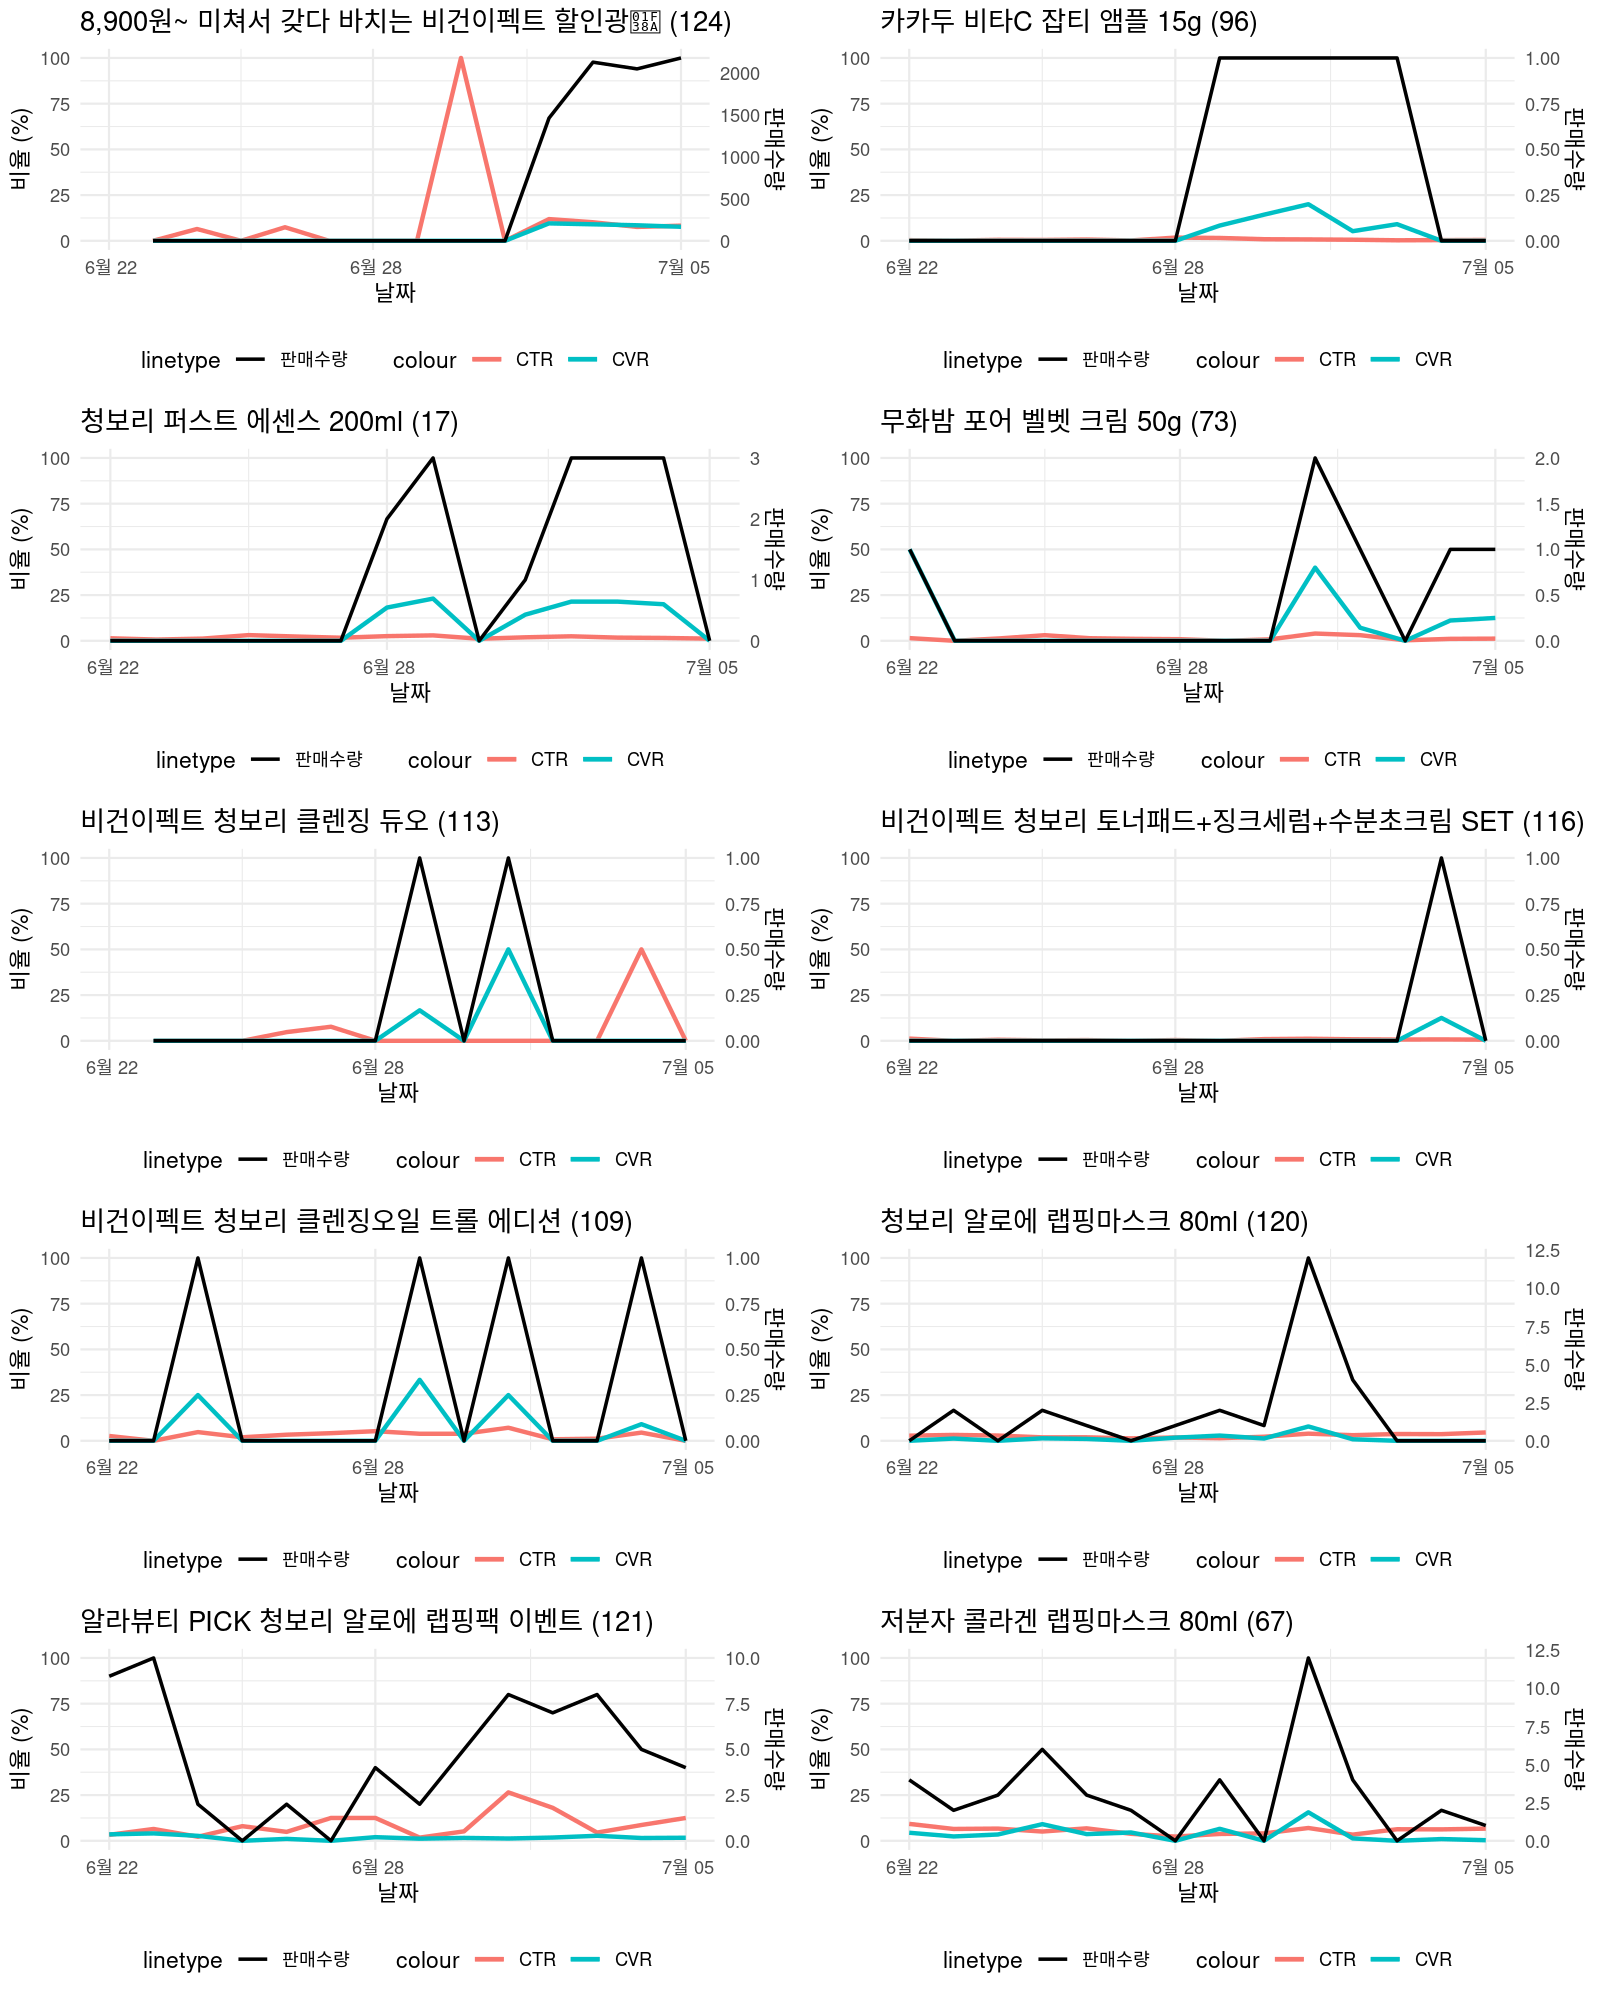 8,900원~ 미쳐서 갖다 바치는 비건이펙트 할인광 (124)
100
75
50
25
0
2000
1500
1000
500
0
비율 (%)
판매수량
6월 22
6월 28
7월 05
날짜
linetype 판매수량 colour CTR CVR
카카두 비타C 잡티 앰플 15g (96)
100
75
50
25
0
1.00
0.75
0.50
0.25
0.00
비율 (%)
판매수량
6월 22
6월 28
7월 05
날짜
linetype 판매수량 colour CTR CVR
청보리 퍼스트 에센스 200ml (17)
100
75
50
25
0
3
2
1
0
비율 (%)
판매수량
6월 22
6월 28
7월 05
날짜
linetype 판매수량 colour CTR CVR
무화밤 포어 벨벳 크림 50g (73)
100
75
50
25
0
2.0
1.5
1.0
0.5
0.0
비율 (%)
판매수량
6월 22
6월 28
7월 05
날짜
linetype 판매수량 colour CTR CVR
비건이펙트 청보리 클렌징 듀오 (113)
100
75
50
25
0
1.00
0.75
0.50
0.25
0.00
비율 (%)
판매수량
6월 22
6월 28
7월 05
날짜
linetype 판매수량 colour CTR CVR
비건이펙트 청보리 토너패드+징크세럼+수분초크림 SET (116)
100
75
50
25
0
1.00
0.75
0.50
0.25
0.00
비율 (%)
판매수량
6월 22
6월 28
7월 05
날짜
linetype 판매수량 colour CTR CVR
비건이펙트 청보리 클렌징오일 트롤 에디션 (109)
100
75
50
25
0
1.00
0.75
0.50
0.25
0.00
비율 (%)
판매수량
6월 22
6월 28
7월 05
날짜
linetype 판매수량 colour CTR CVR
청보리 알로에 랩핑마스크 80ml (120)
100
75
50
25
0
12.5
10.0
7.5
5.0
2.5
0.0
비율 (%)
판매수량
6월 22
6월 28
7월 05
날짜
linetype 판매수량 colour CTR CVR
알라뷰티 PICK 청보리 알로에 랩핑팩 이벤트 (121)
100
75
50
25
0
10.0
7.5
5.0
2.5
0.0
비율 (%)
판매수량
6월 22
6월 28
7월 05
날짜
linetype 판매수량 colour CTR CVR
저분자 콜라겐 랩핑마스크 80ml (67)
100
75
50
25
0
12.5
10.0
7.5
5.0
2.5
0.0
비율 (%)
판매수량
6월 22
6월 28
7월 05
날짜
linetype 판매수량 colour CTR CVR